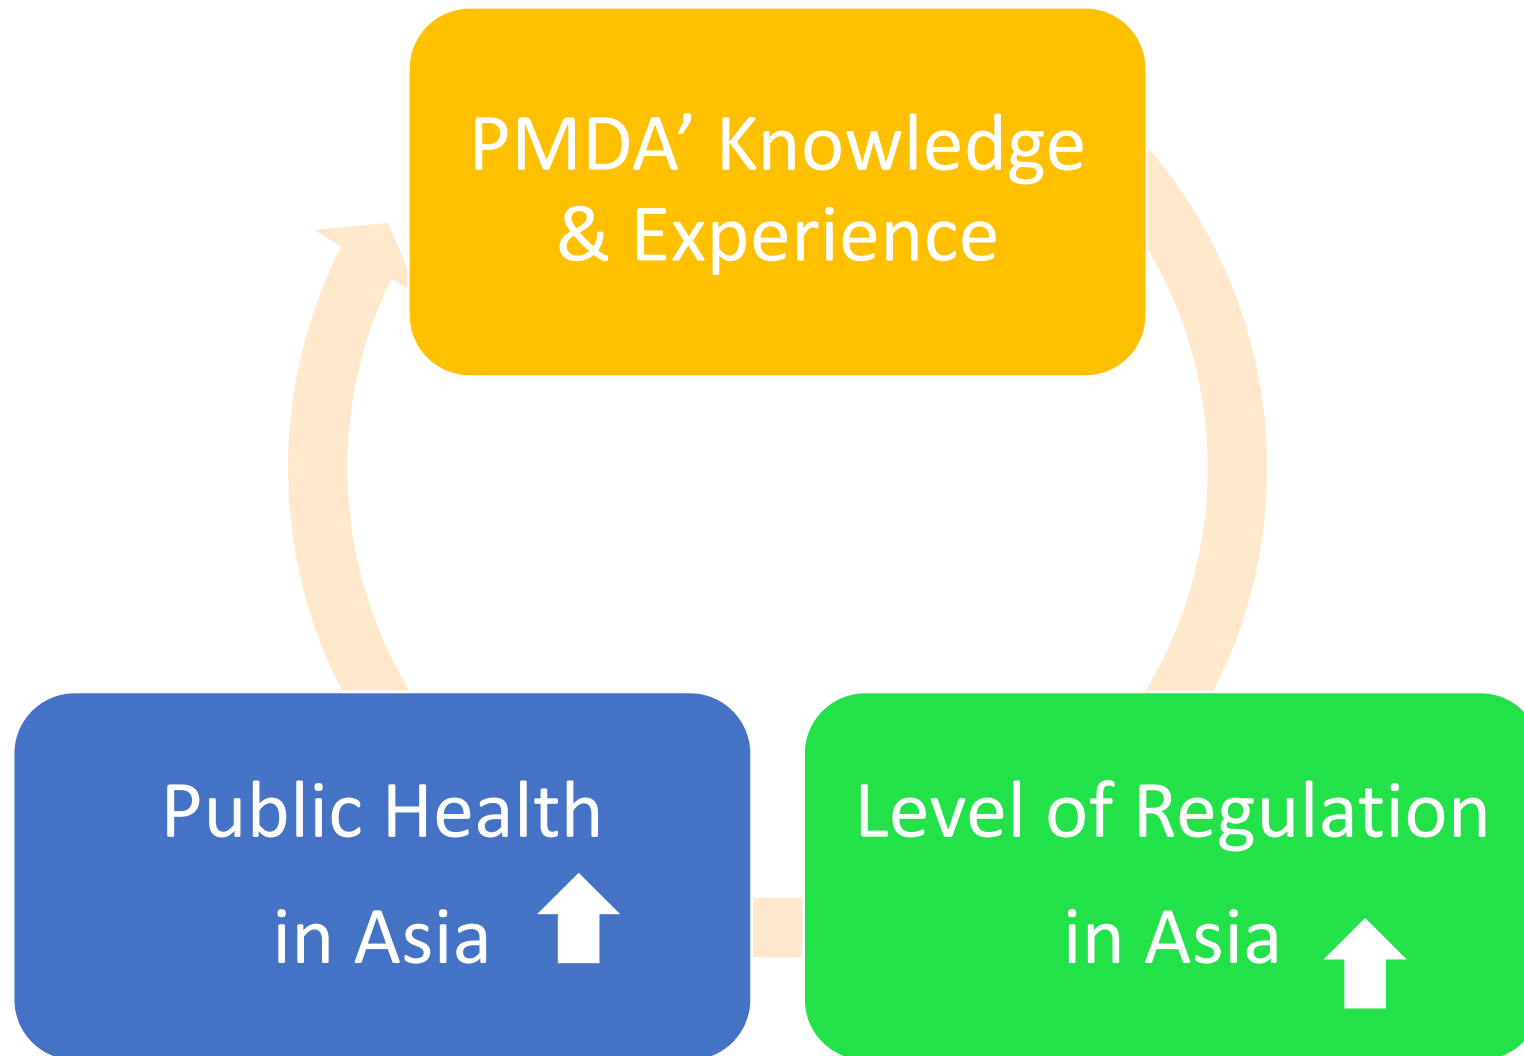 PMDA’ Knowledge
& Experience
Public Health
in Asia
Level of Regulation
in Asia